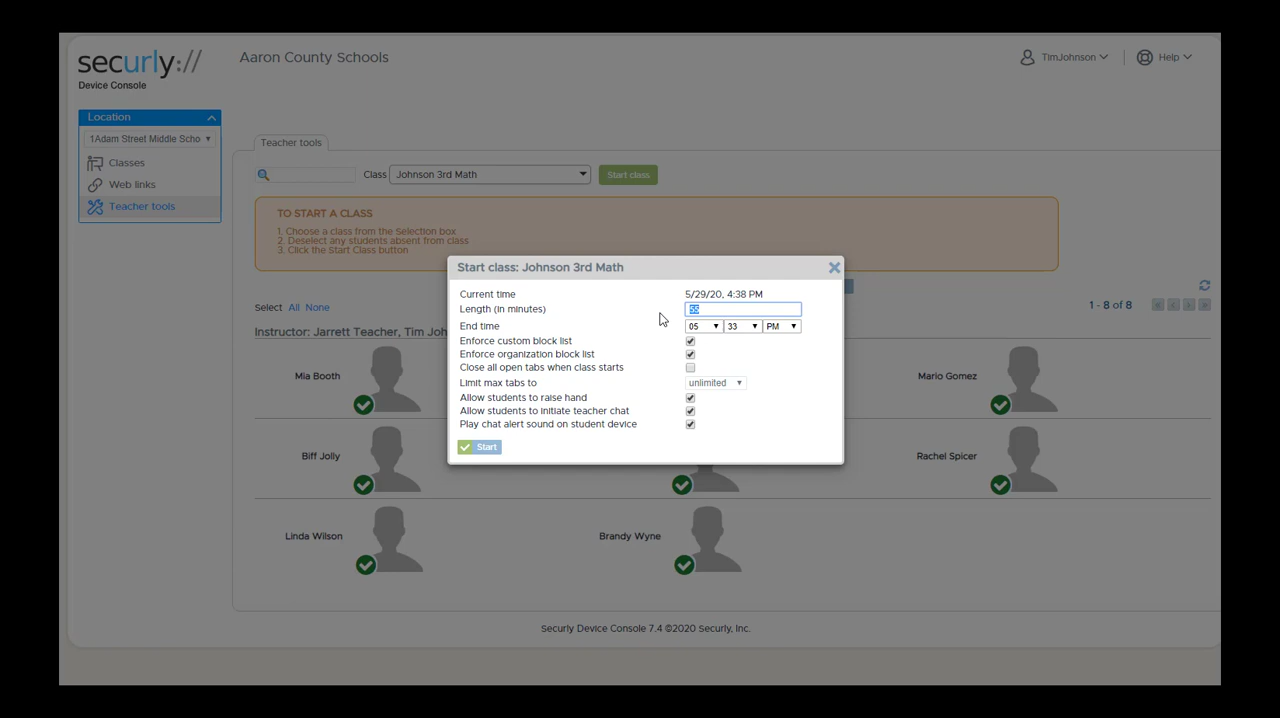 securly://
Device Console
Aaron County Schools
TimJohnson
Help
Location
1Adam Street Middle Scho
Classes
Web links
Teacher tools
Teacher tools
Class
Johnson 3rd Math
Start class
TO START A CLASS
1. Choose a class from the Selection box
2. Deselect any students absent from class
3. Click the Start Class button
Select All None
1 - 8 of 8
Instructor: Jarrett Teacher, Tim Joh
Start class: Johnson 3rd Math
Current time 5/29/20, 4:38 PM
Length (in minutes) 55
End time 05 33 PM
Enforce custom block list
Enforce organization block list
Close all open tabs when class starts
Limit max tabs to unlimited
Allow students to raise hand
Allow students to initiate teacher chat
Play chat alert sound on student device
Start
Mia Booth
Mario Gomez
Biff Jolly
Rachel Spicer
Linda Wilson
Brandy Wyne
Securly Device Console 7.4 ©2020 Securly, Inc.